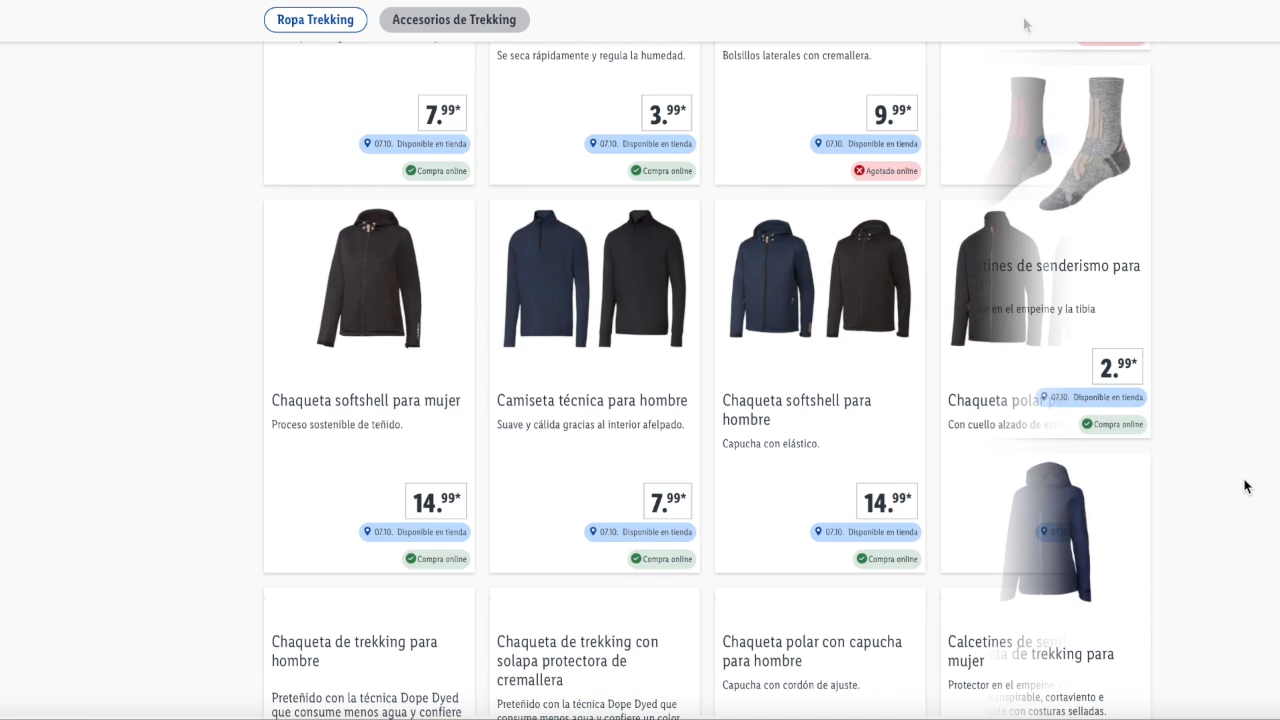 Ropa Trekking
Accesorios de Trekking
Se seca rápidamente y regula la humedad.
Bolsillos laterales con cremallera.
7.99*
3.99*
9.99*
07.10. Disponible en tienda
07.10. Disponible en tienda
07.10. Disponible en tienda
Compra online
Compra online
Agotado online
Chaqueta softshell para mujer
Proceso sostenible de teñido.
14.99*
07.10. Disponible en tienda
Compra online
Camiseta técnica para hombre
Suave y cálida gracias al interior afelpado.
7.99*
07.10. Disponible en tienda
Compra online
Chaqueta softshell para
hombre
Capucha con elástico.
14.99*
07.10. Disponible en tienda
Compra online
de senderismo para
en el empeine y la tibia
2.99*
07.10. Disponible en tienda
Compra online
Chaqueta polar
Con cuello alzado de
Chaqueta de trekking para
hombre
Preteñido con la técnica Dope Dyed
que consume menos agua y confiere
Chaqueta de trekking con
solapa protectora de
cremallera
Preteñido con la técnica Dope Dyed que
consume menos agua y confiere un color
Chaqueta polar con capucha
para hombre
Capucha con cordón de ajuste.
Calcetines de
mujer
de trekking para
Protector en el empeine
cortaviento e
con costuras selladas.